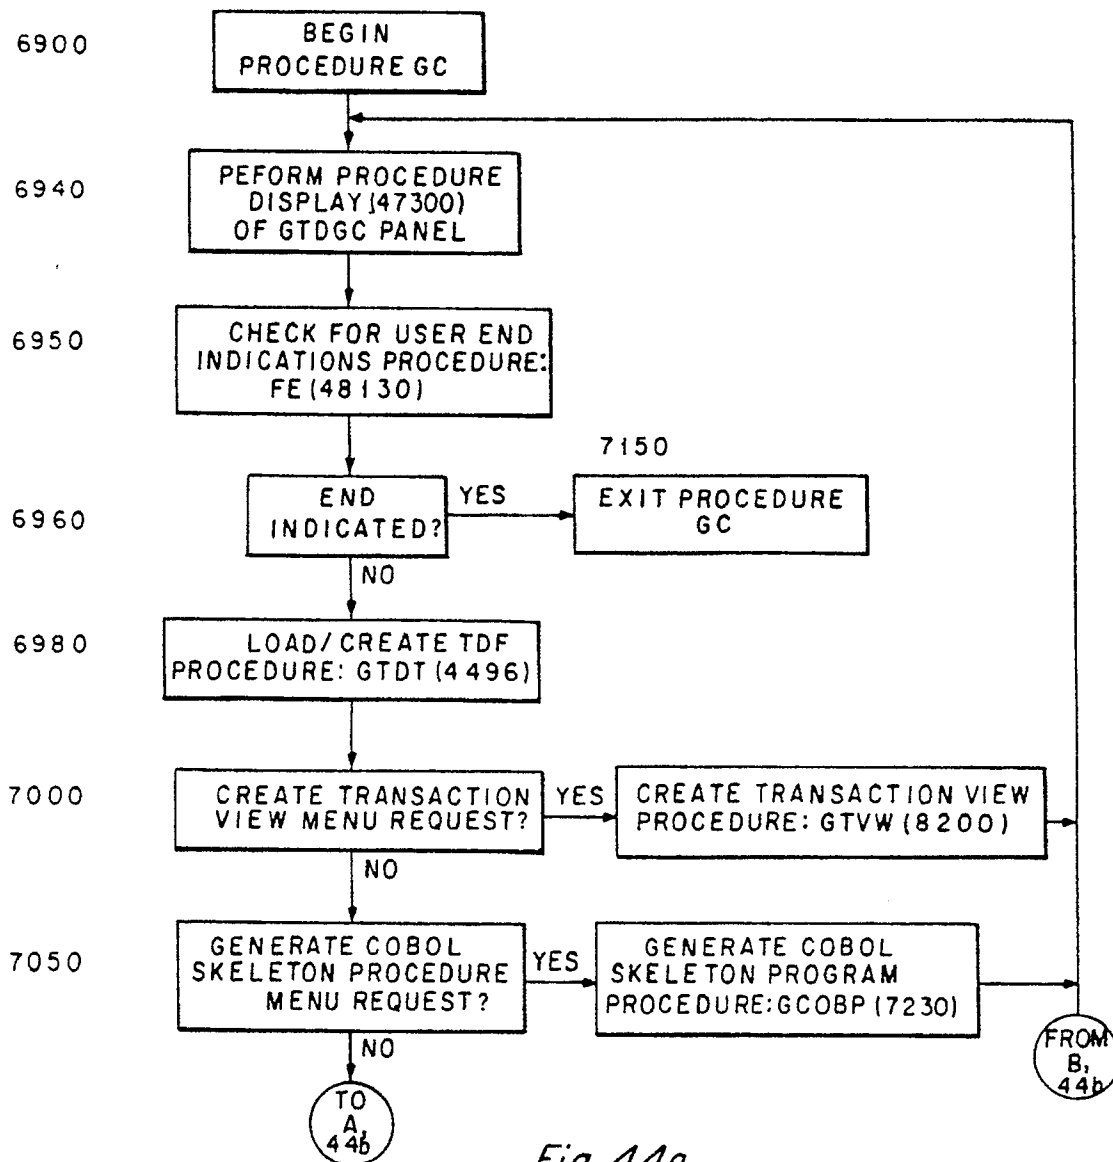 6900
BEGIN
PROCEDURE GC
6940
PEFORM PROCEDURE
DISPLAY (47300)
OF GTDGC PANEL
6950
CHECK FOR USER END
INDICATIONS PROCEDURE:
FE (48130)
7150
6960
END
INDICATED?
YES
EXIT PROCEDURE
GC
NO
6980
LOAD/CREATE TDF
PROCEDURE: GTDT (4496)
7000
CREATE TRANSACTION
VIEW MENU REQUEST?
YES
CREATE TRANSACTION VIEW
PROCEDURE: GTVW (8200)
NO
7050
GENERATE COBOL
SKELETON PROCEDURE
MENU REQUEST?
YES
GENERATE COBOL
SKELETON PROGRAM
PROCEDURE: GCOBP (7230)
NO
FROM
B,
44b
TO
A,
44b
Fig. 44a